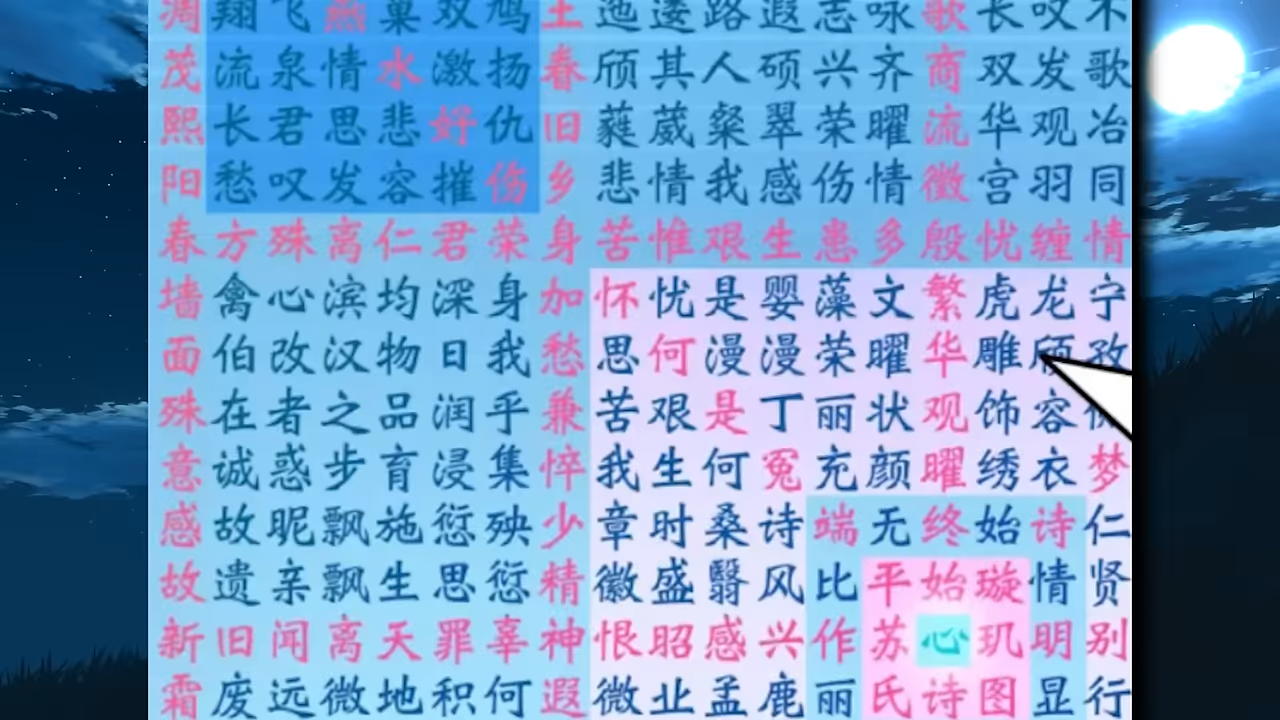 凋翔飞燕巢双鸠土迤逶路遐志咏歌长叹不
茂流泉情水激扬春颀其人硕兴齐商双发歌
熙长君思悲好仇旧蕤葳粲翠荣曜流华观冶
阳愁叹发容摧伤乡悲情我感伤情徵宫羽同
春方殊离仁君荣身苦惟艰生患多殷忧缠情
墙禽心滨均深身加怀忧是婴藻文繁虎龙宁
面伯改汉物日我愁思何漫漫荣曜华雕颀孜
殊在者之品润乎兼苦艰是丁丽状观饰容
意诚惑步育浸集悴我生何冤充颜曜绣衣梦
感故昵飘施愆殃少章时桑诗端无终始诗仁
故遗亲飘生思愆精徽盛翳风比平始璇情贤
新旧闻离天罪辜神恨昭感兴作苏心玑明别
霜废远微地积何遐微业孟鹿丽氏诗图显行